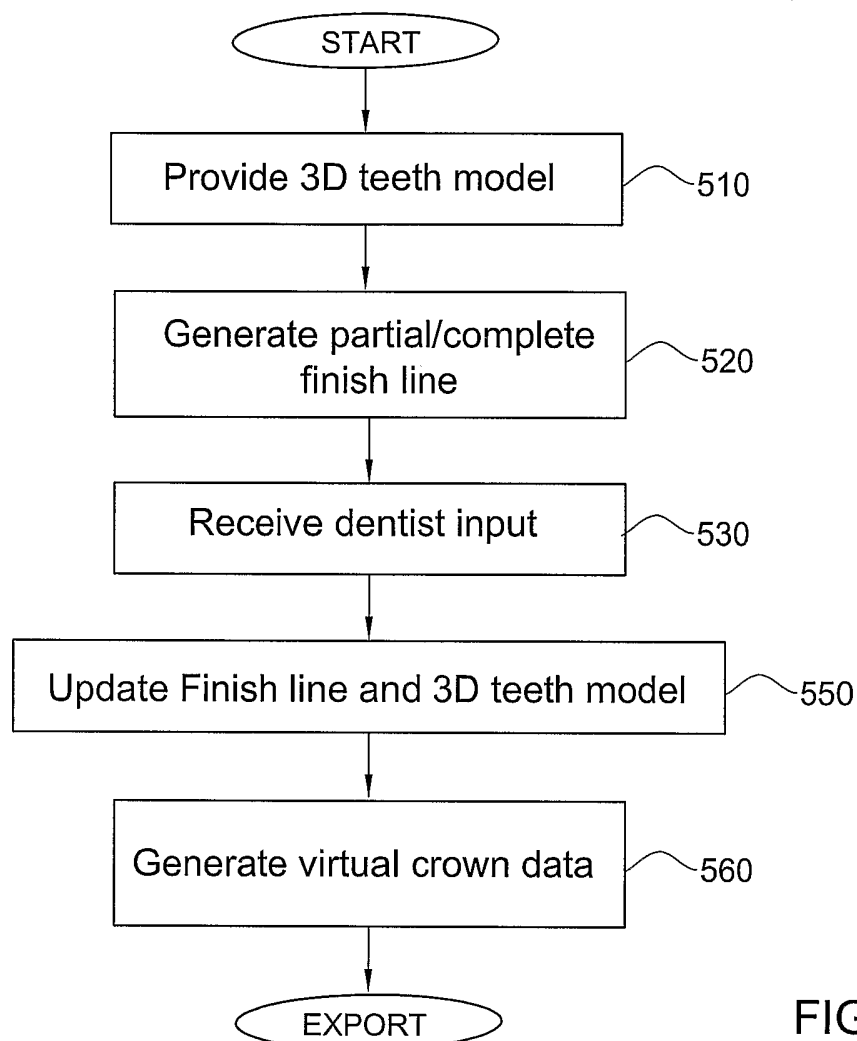 START
Provide 3D teeth model
510
Generate partial/complete
finish line
520
Receive dentist input
530
Update Finish line and 3D teeth model
550
Generate virtual crown data
560
EXPORT
FIG